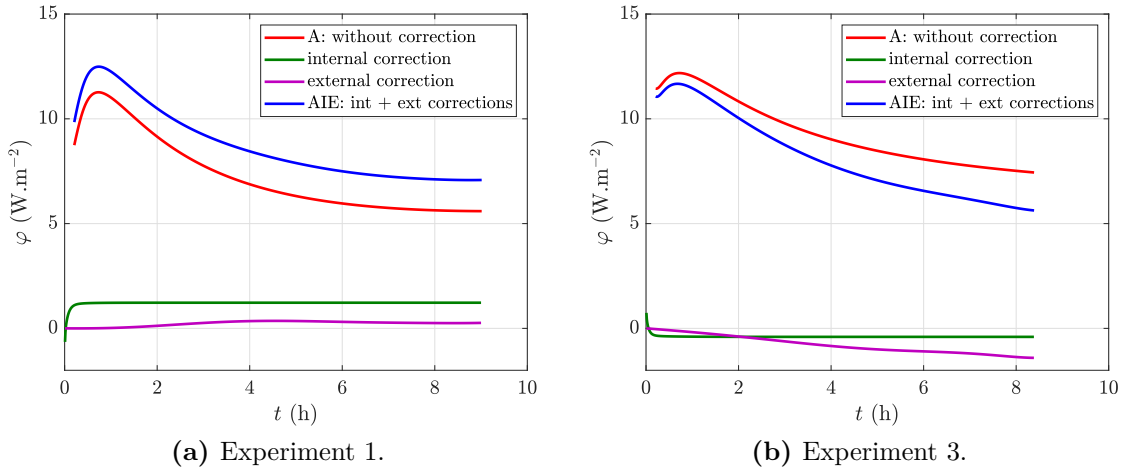 15
10
5
0
φ (W.m⁻²)
0 2 4 6 8 10
t (h)
A: without correction
internal correction
external correction
AIE: int + ext corrections
(a) Experiment 1.
15
10
5
0
φ (W.m⁻²)
0 2 4 6 8 10
t (h)
A: without correction
internal correction
external correction
AIE: int + ext corrections
(b) Experiment 3.